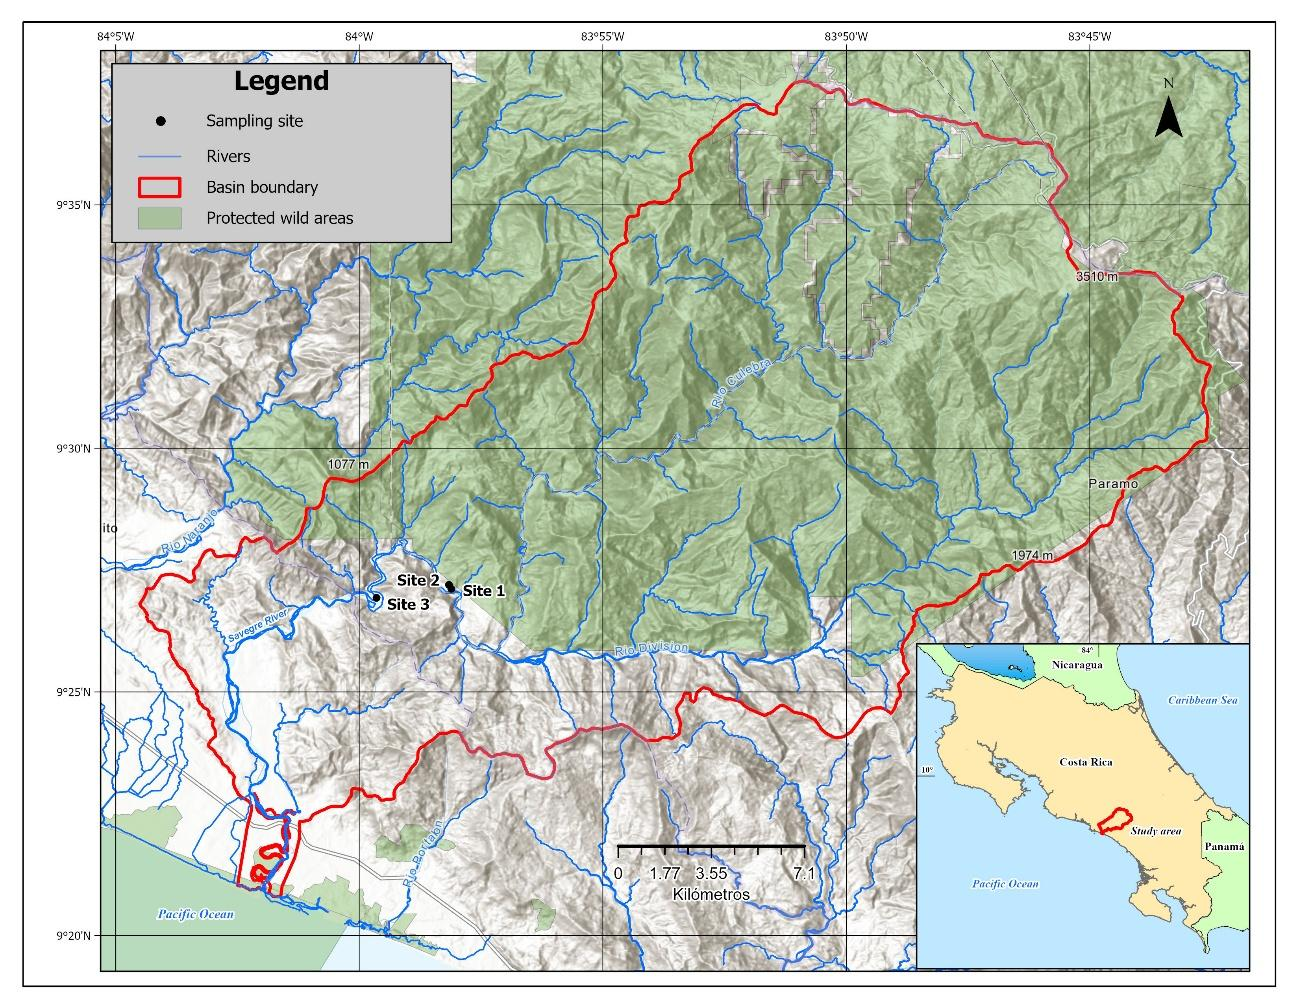 84°5'W
84°W
83°55'W
83°50'W
83°45'W
Legend
Sampling site
Rivers
Basin boundary
Protected wild areas
N
9°35'N
3510 m
Rio Culebra
9°30'N
1077 m
Paramo
ito
Rio Naranjo
1974 m
Site 2
Site 1
Site 3
Savegre River
Rio Division
9°25'N
84°
Nicaragua
Caribbean Sea
10°
Costa Rica
Study area
Panamá
Pacific Ocean
0 1.77 3.55 7.1
Kilómetros
Pacific Ocean
9°20'N